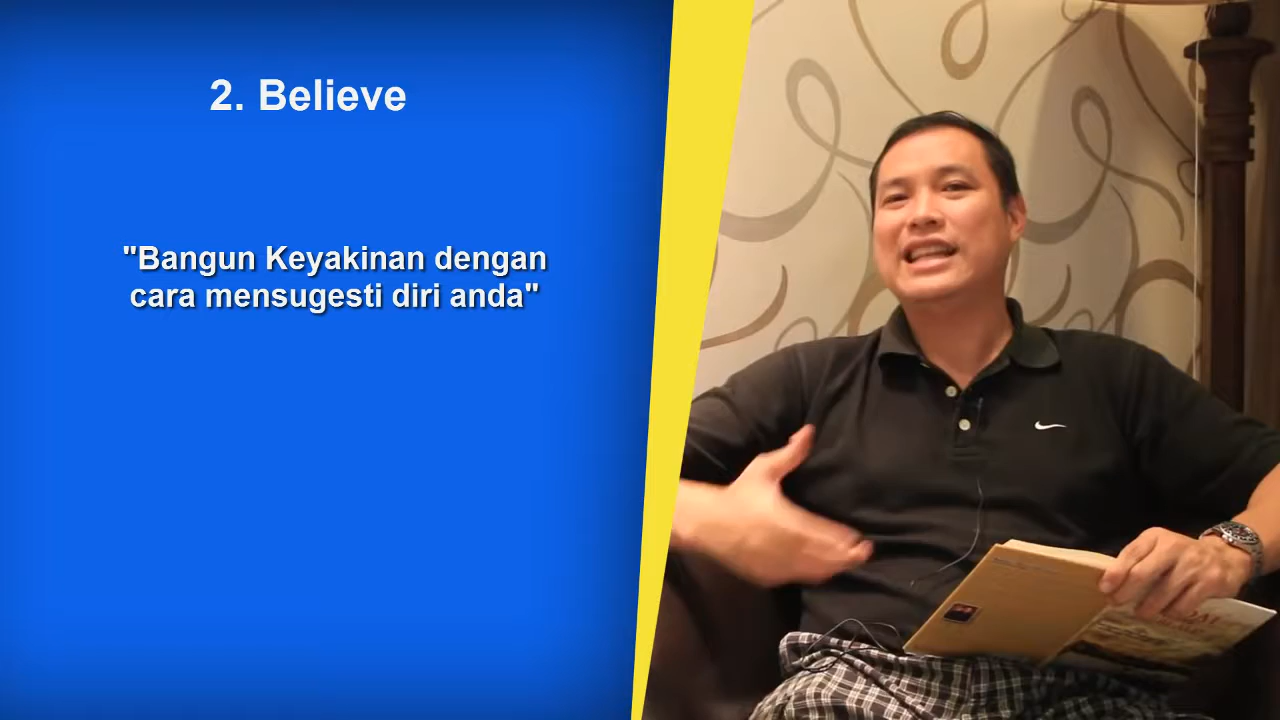 2. Believe
"Bangun Keyakinan dengan
cara mensugesti diri anda"